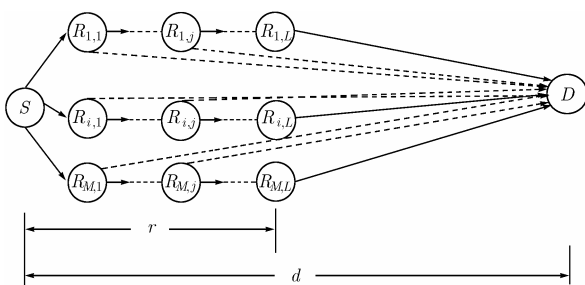 R1,1 R1,j R1,L
S D
Ri,1 Ri,j Ri,L
RM,1 RM,j RM,L
r
d